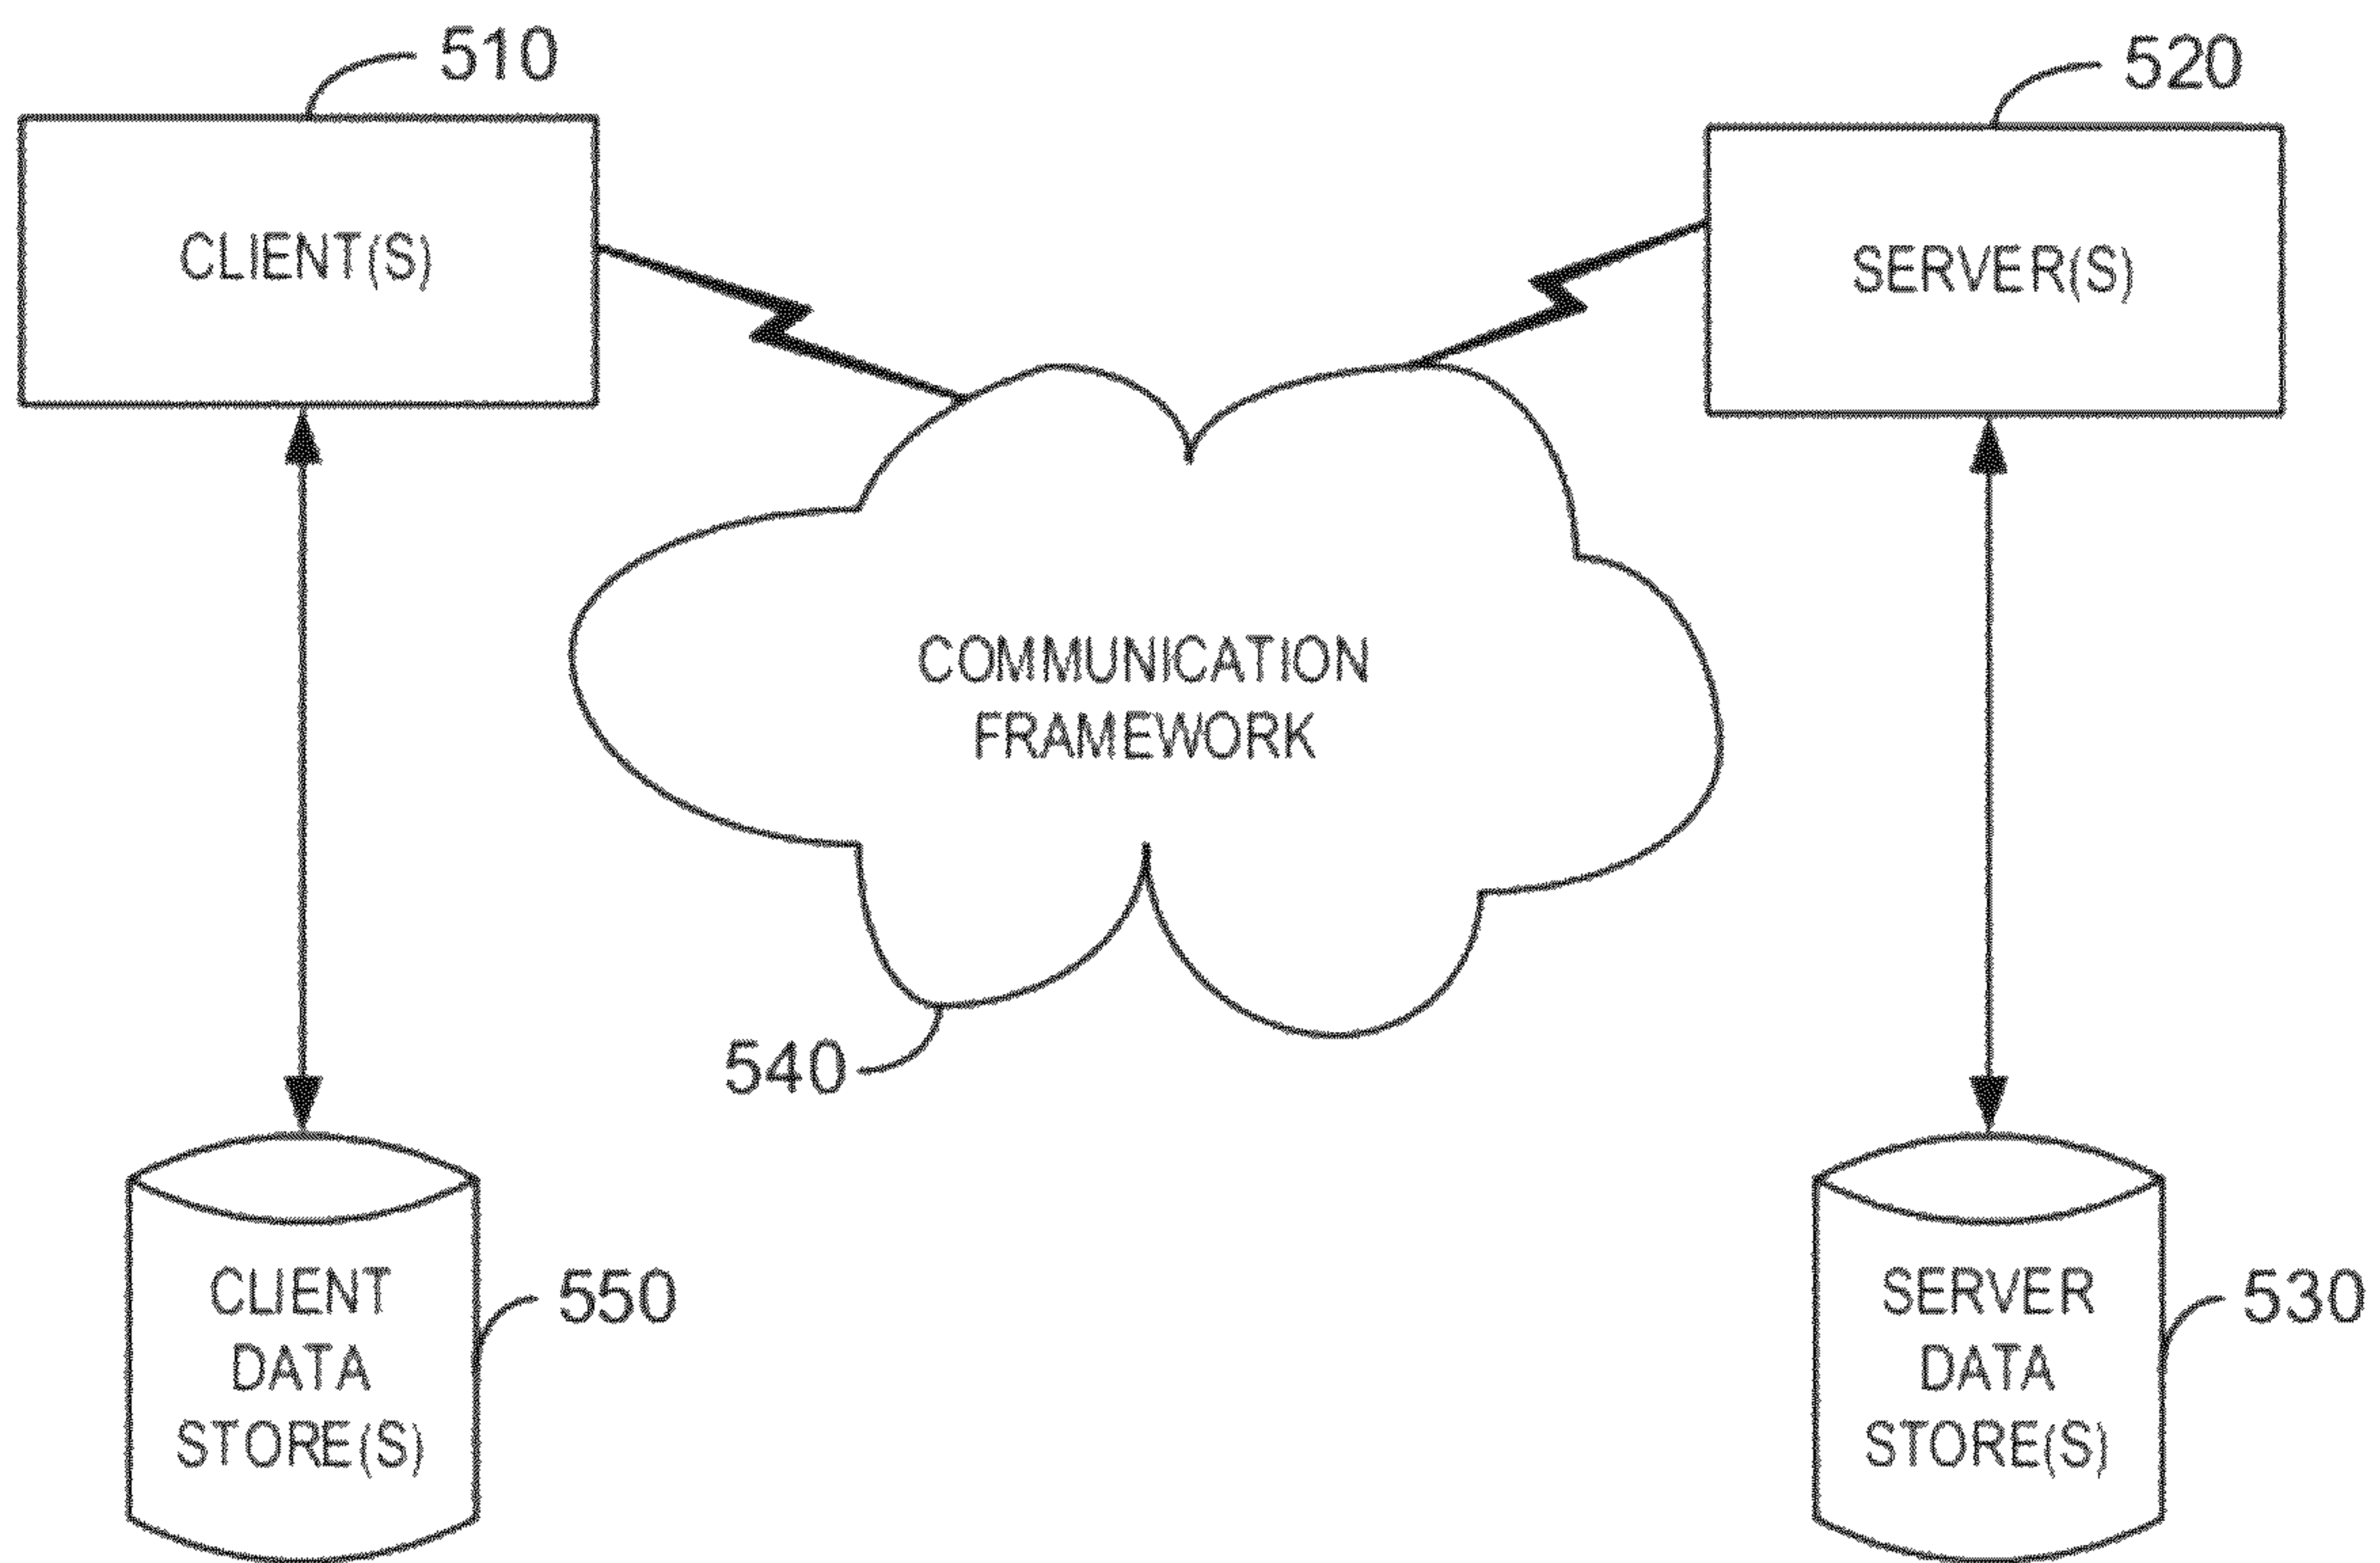 510
520
CLIENT(S)
SERVER(S)
COMMUNICATION
FRAMEWORK
540
CLIENT
DATA
STORE(S)
550
SERVER
DATA
STORE(S)
530